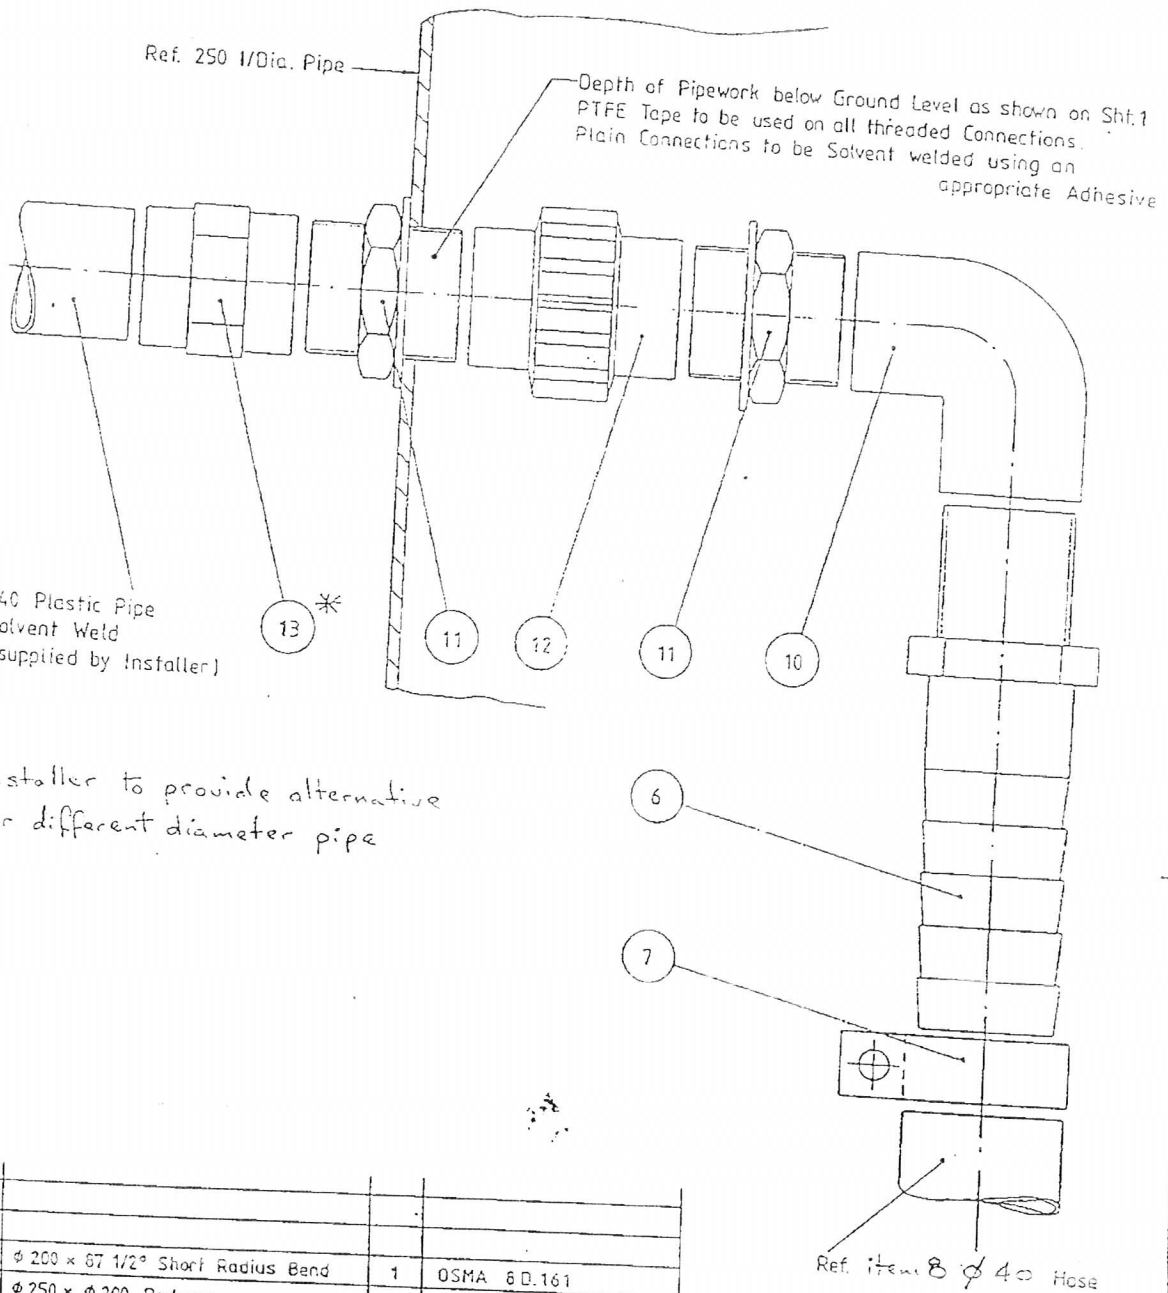 Ref. 250 I/Dia. Pipe
Depth of Pipework below Ground Level as shown on Sht.1
PTFE Tape to be used on all threaded Connections.
Plain Connections to be Solvent welded using an
appropriate Adhesive
40 Plastic Pipe
olvent Weld
supplied by Installer)
13 *
11
12
11
10
staller to provide alternative
r different diameter pipe
6
7
Ø 200 x 87 1/2° Short Radius Bend 1 OSMA 8D.161
Ø 250 x Ø 200
Ref. item 8 Ø 40 Hose